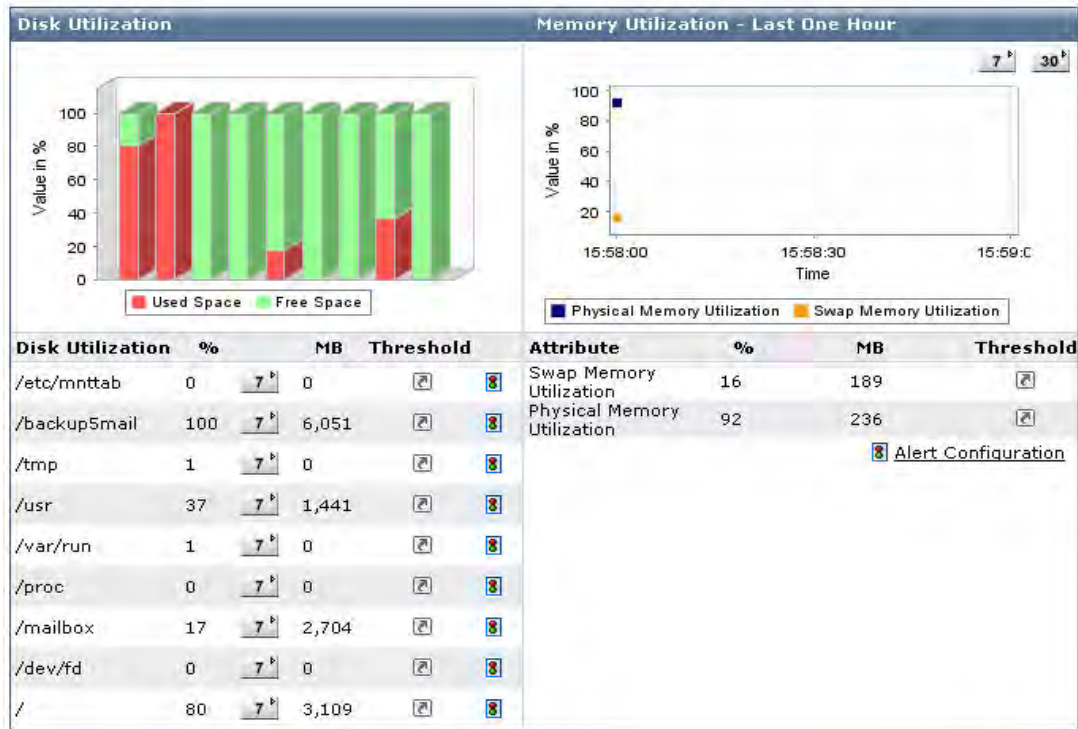 Disk Utilization
Memory Utilization - Last One Hour
Value in %
100
80
60
40
20
0
Used Space Free Space
7 30
Value in %
100
80
60
40
20
15:58:00 15:58:30 15:59:0
Time
Physical Memory Utilization Swap Memory Utilization
Disk Utilization % MB Threshold
/etc/mnttab 0 7 0
/backup5mail 100 7 6,051
/tmp 1 7 0
/usr 37 7 1,441
/var/run 1 7 0
/proc 0 7 0
/mailbox 17 7 2,704
/dev/fd 0 7 0
/ 80 7 3,109
Attribute % MB Threshold
Swap Memory
Utilization 16 189
Physical Memory
Utilization 92 236
Alert Configuration